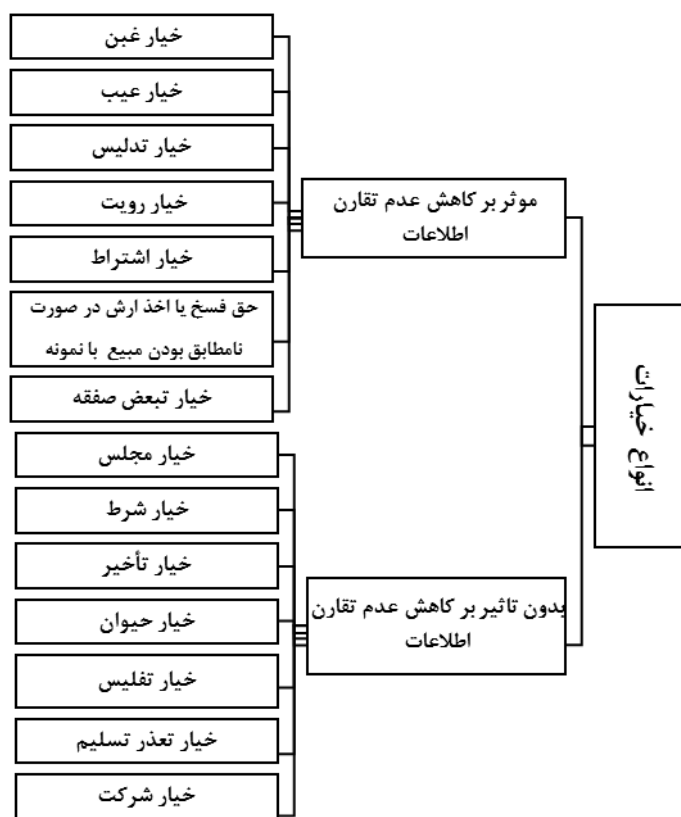 انواع خیارات
موثر بر کاهش عدم تقارن
اطلاعات
خیار غبن
خیار عیب
خیار تدلیس
خیار رویت
خیار اشتراط
حق فسخ یا اخذ ارش در صورت
نامطابق بودن مبیع با نمونه
خیار تبعض صفقه
بدون تاثیر بر کاهش عدم تقارن
اطلاعات
خیار مجلس
خیار شرط
خیار تأخیر
خیار حیوان
خیار تفلیس
خیار تعذر تسلیم
خیار شرکت